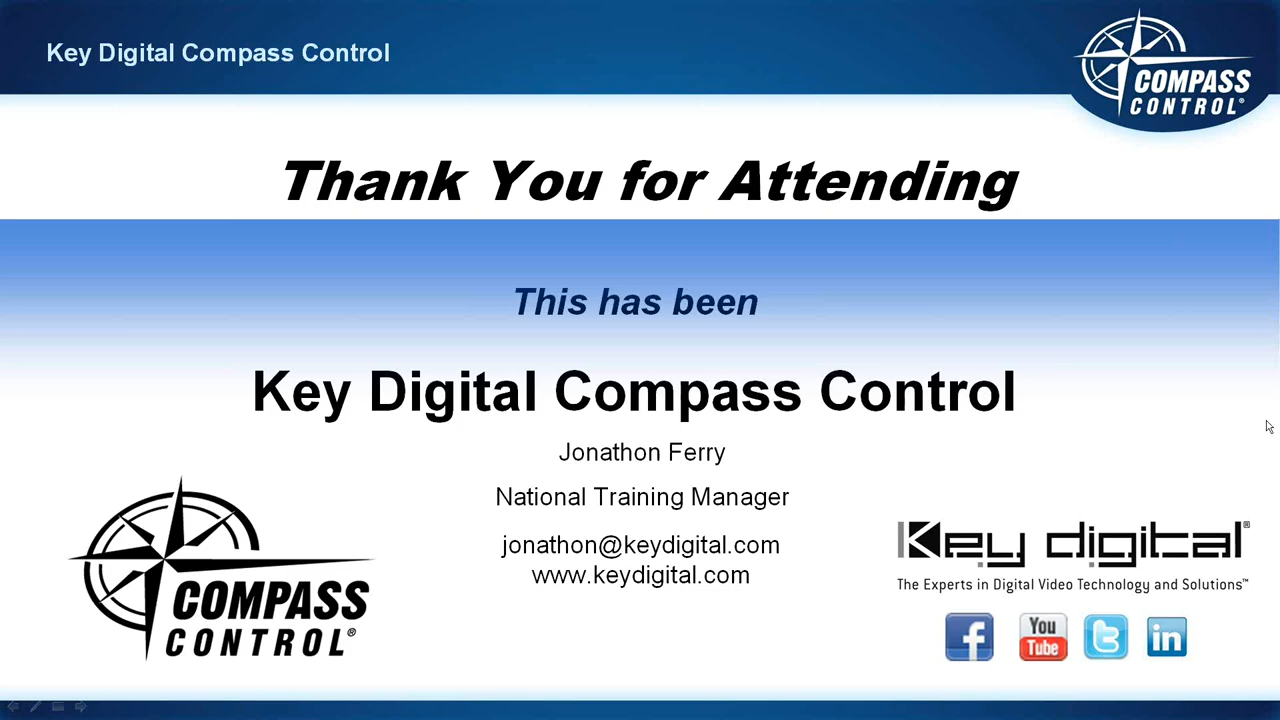 Key Digital Compass Control
COMPASS
CONTROL®
Thank You for Attending
This has been
Key Digital Compass Control
Jonathon Ferry
National Training Manager
jonathon@keydigital.com
www.keydigital.com
COMPASS
CONTROL®
Key digital®
The Experts in Digital Video Technology and Solutions™
f
You
Tube
t
in